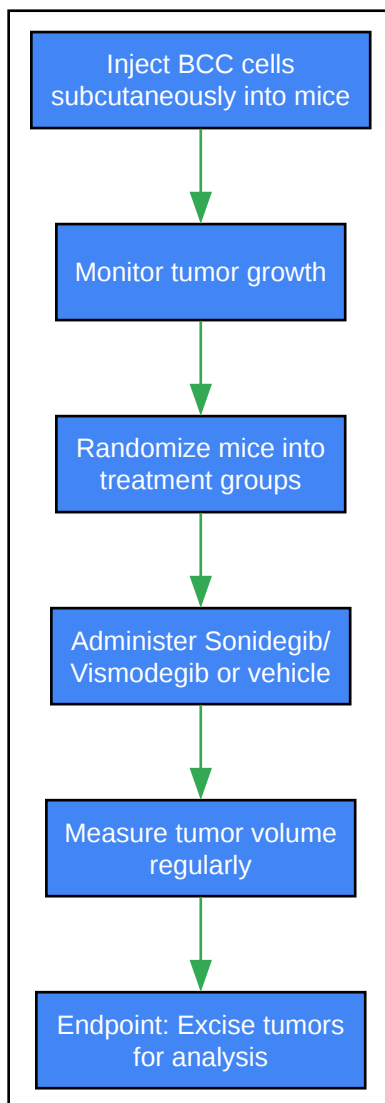 Inject BCC cells
subcutaneously into mice
Monitor tumor growth
Randomize mice into
treatment groups
Administer Sonidegib/
Vismodegib or vehicle
Measure tumor volume
regularly
Endpoint: Excise tumors
for analysis